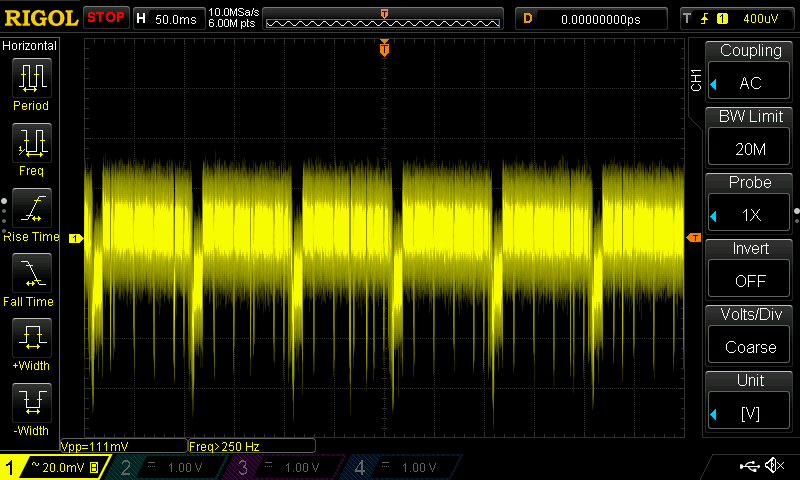 RIGOL STOP H 50.0ms 10.0MSa/s 6.00M pts T D 0.00000000ps T 1 400uV
Horizontal
Period
Freq
Rise Time
Fall Time
+Width
-Width
T
1
T
CH1
Coupling
AC
BW Limit
20M
Probe
1X
Invert
OFF
Volts/Div
Coarse
Unit
[V]
Vpp=111mV Freq>250 Hz
1 ~ 20.0mV B 2 1.00 V 3 1.00 V 4 1.00 V